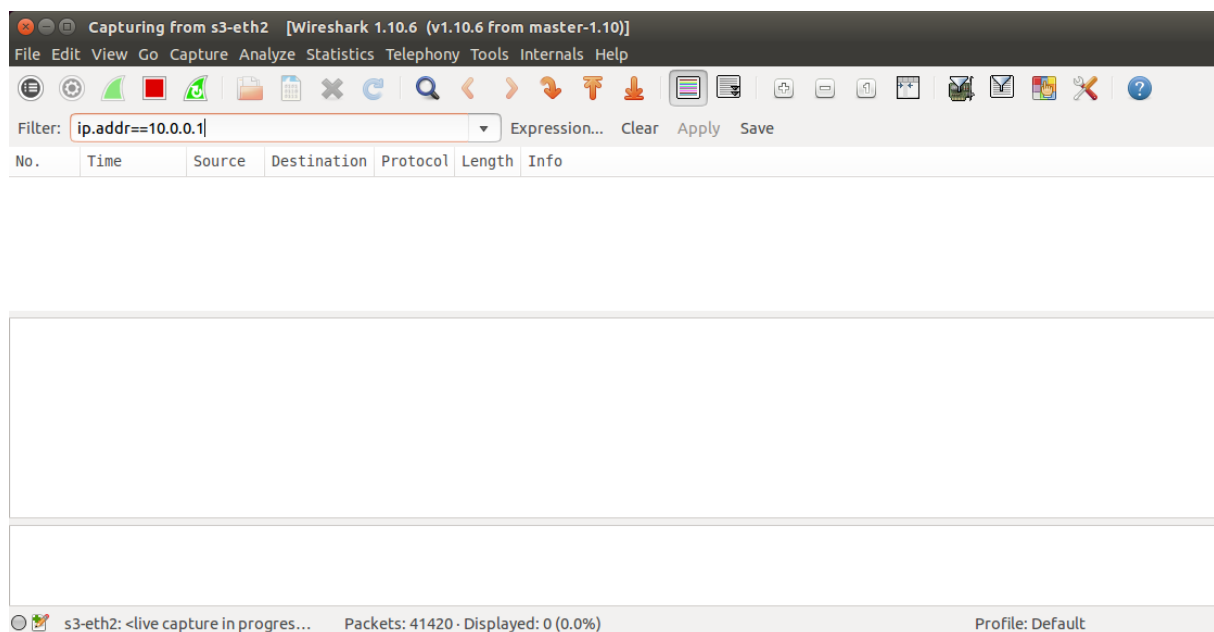 Capturing from s3-eth2 [Wireshark 1.10.6 (v1.10.6 from master-1.10)]
File Edit View Go Capture Analyze Statistics Telephony Tools Internals Help
Filter: ip.addr==10.0.0.1 Expression... Clear Apply Save
No. Time Source Destination Protocol Length Info
s3-eth2: <live capture in progres... Packets: 41420 · Displayed: 0 (0.0%) Profile: Default